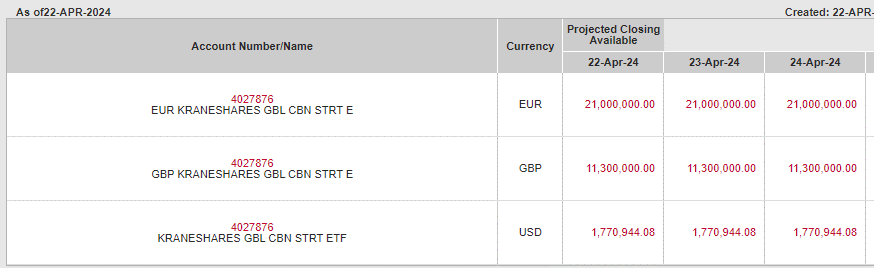 As of22-APR-2024
Created: 22-APR-
Account Number/Name
Currency
Projected Closing
Available
22-Apr-24
23-Apr-24
24-Apr-24
4027876
EUR KRANESHARES GBL CBN STRT E
EUR
21,000,000.00
21,000,000.00
21,000,000.00
4027876
GBP KRANESHARES GBL CBN STRT E
GBP
11,300,000.00
11,300,000.00
11,300,000.00
4027876
KRANESHARES GBL CBN STRT ETF
USD
1,770,944.08
1,770,944.08
1,770,944.08